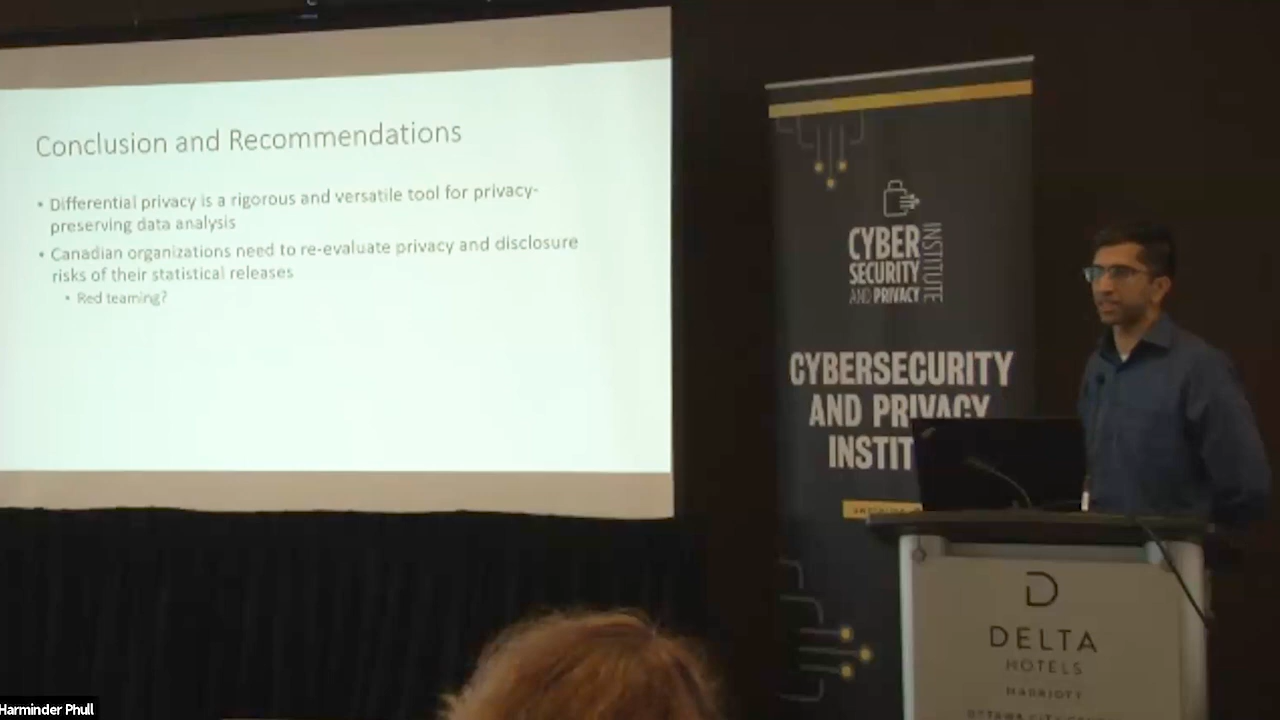 Conclusion and Recommendations
• Differential privacy is a rigorous and versatile tool for privacy-
preserving data analysis
• Canadian organizations need to re-evaluate privacy and disclosure
risks of their statistical releases
• Red teaming?
CYBER
SECURITY
AND PRIVACY
INSTITUTE
CYBERSECURITY
AND PRIVACY
INSTIT
D
DELTA
HOTELS
MARRIOTT
Harminder Phull